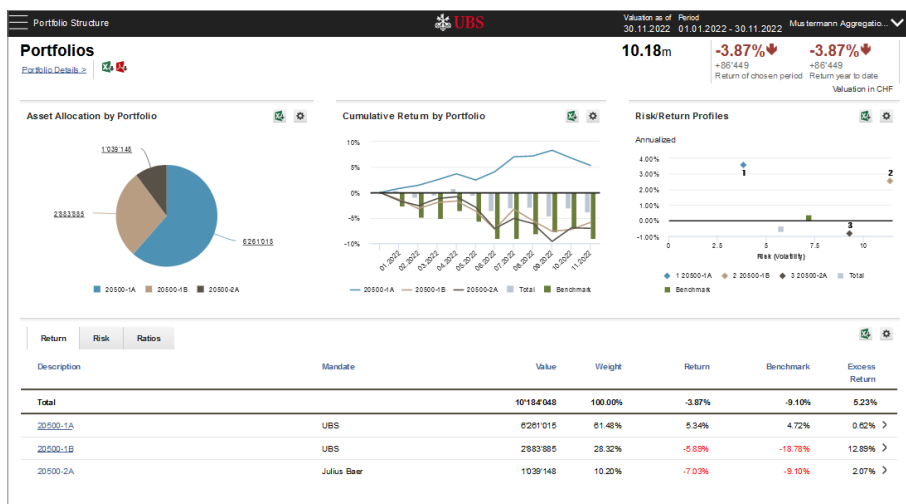 Portfolio Structure
UBS
Valuation as of Period
30.11.2022 01.01.2022 - 30.11.2022
Mustermann Aggregatio...
Portfolios
Portfolio Details >
10.18m
-3.87%
+86'449
Return of chosen period
-3.87%
+86'449
Return year to date
Valuation in CHF
Asset Allocation by Portfolio
1'039'148
2'883'885
6'261'015
20500-1A 20500-1B 20500-2A
Cumulative Return by Portfolio
10%
5%
0%
-5%
-10%
01.2022 02.2022 03.2022 04.2022 05.2022 06.2022 07.2022 08.2022 09.2022 10.2022 11.2022
20500-1A 20500-1B 20500-2A Total Benchmark
Risk/Return Profiles
Annualized
4.00%
3.00%
2.00%
1.00%
0.00%
-1.00%
1
2
3
0 2.5 5 7.5 10
Risk (Volatility)
1 20500-1A 2 20500-1B 3 20500-2A Total
Benchmark
Return Risk Ratios
Description Mandate Value Weight Return Benchmark Excess
Return
Total 10'184'048 100.00% -3.87% -9.10% 5.23%
20500-1A UBS 6'261'015 61.48% 5.34% 4.72% 0.62% >
20500-1B UBS 2'883'885 28.32% -5.89% -18.78% 12.89% >
20500-2A Julius Baer 1'039'148 10.20% -7.03% -9.10% 2.07% >